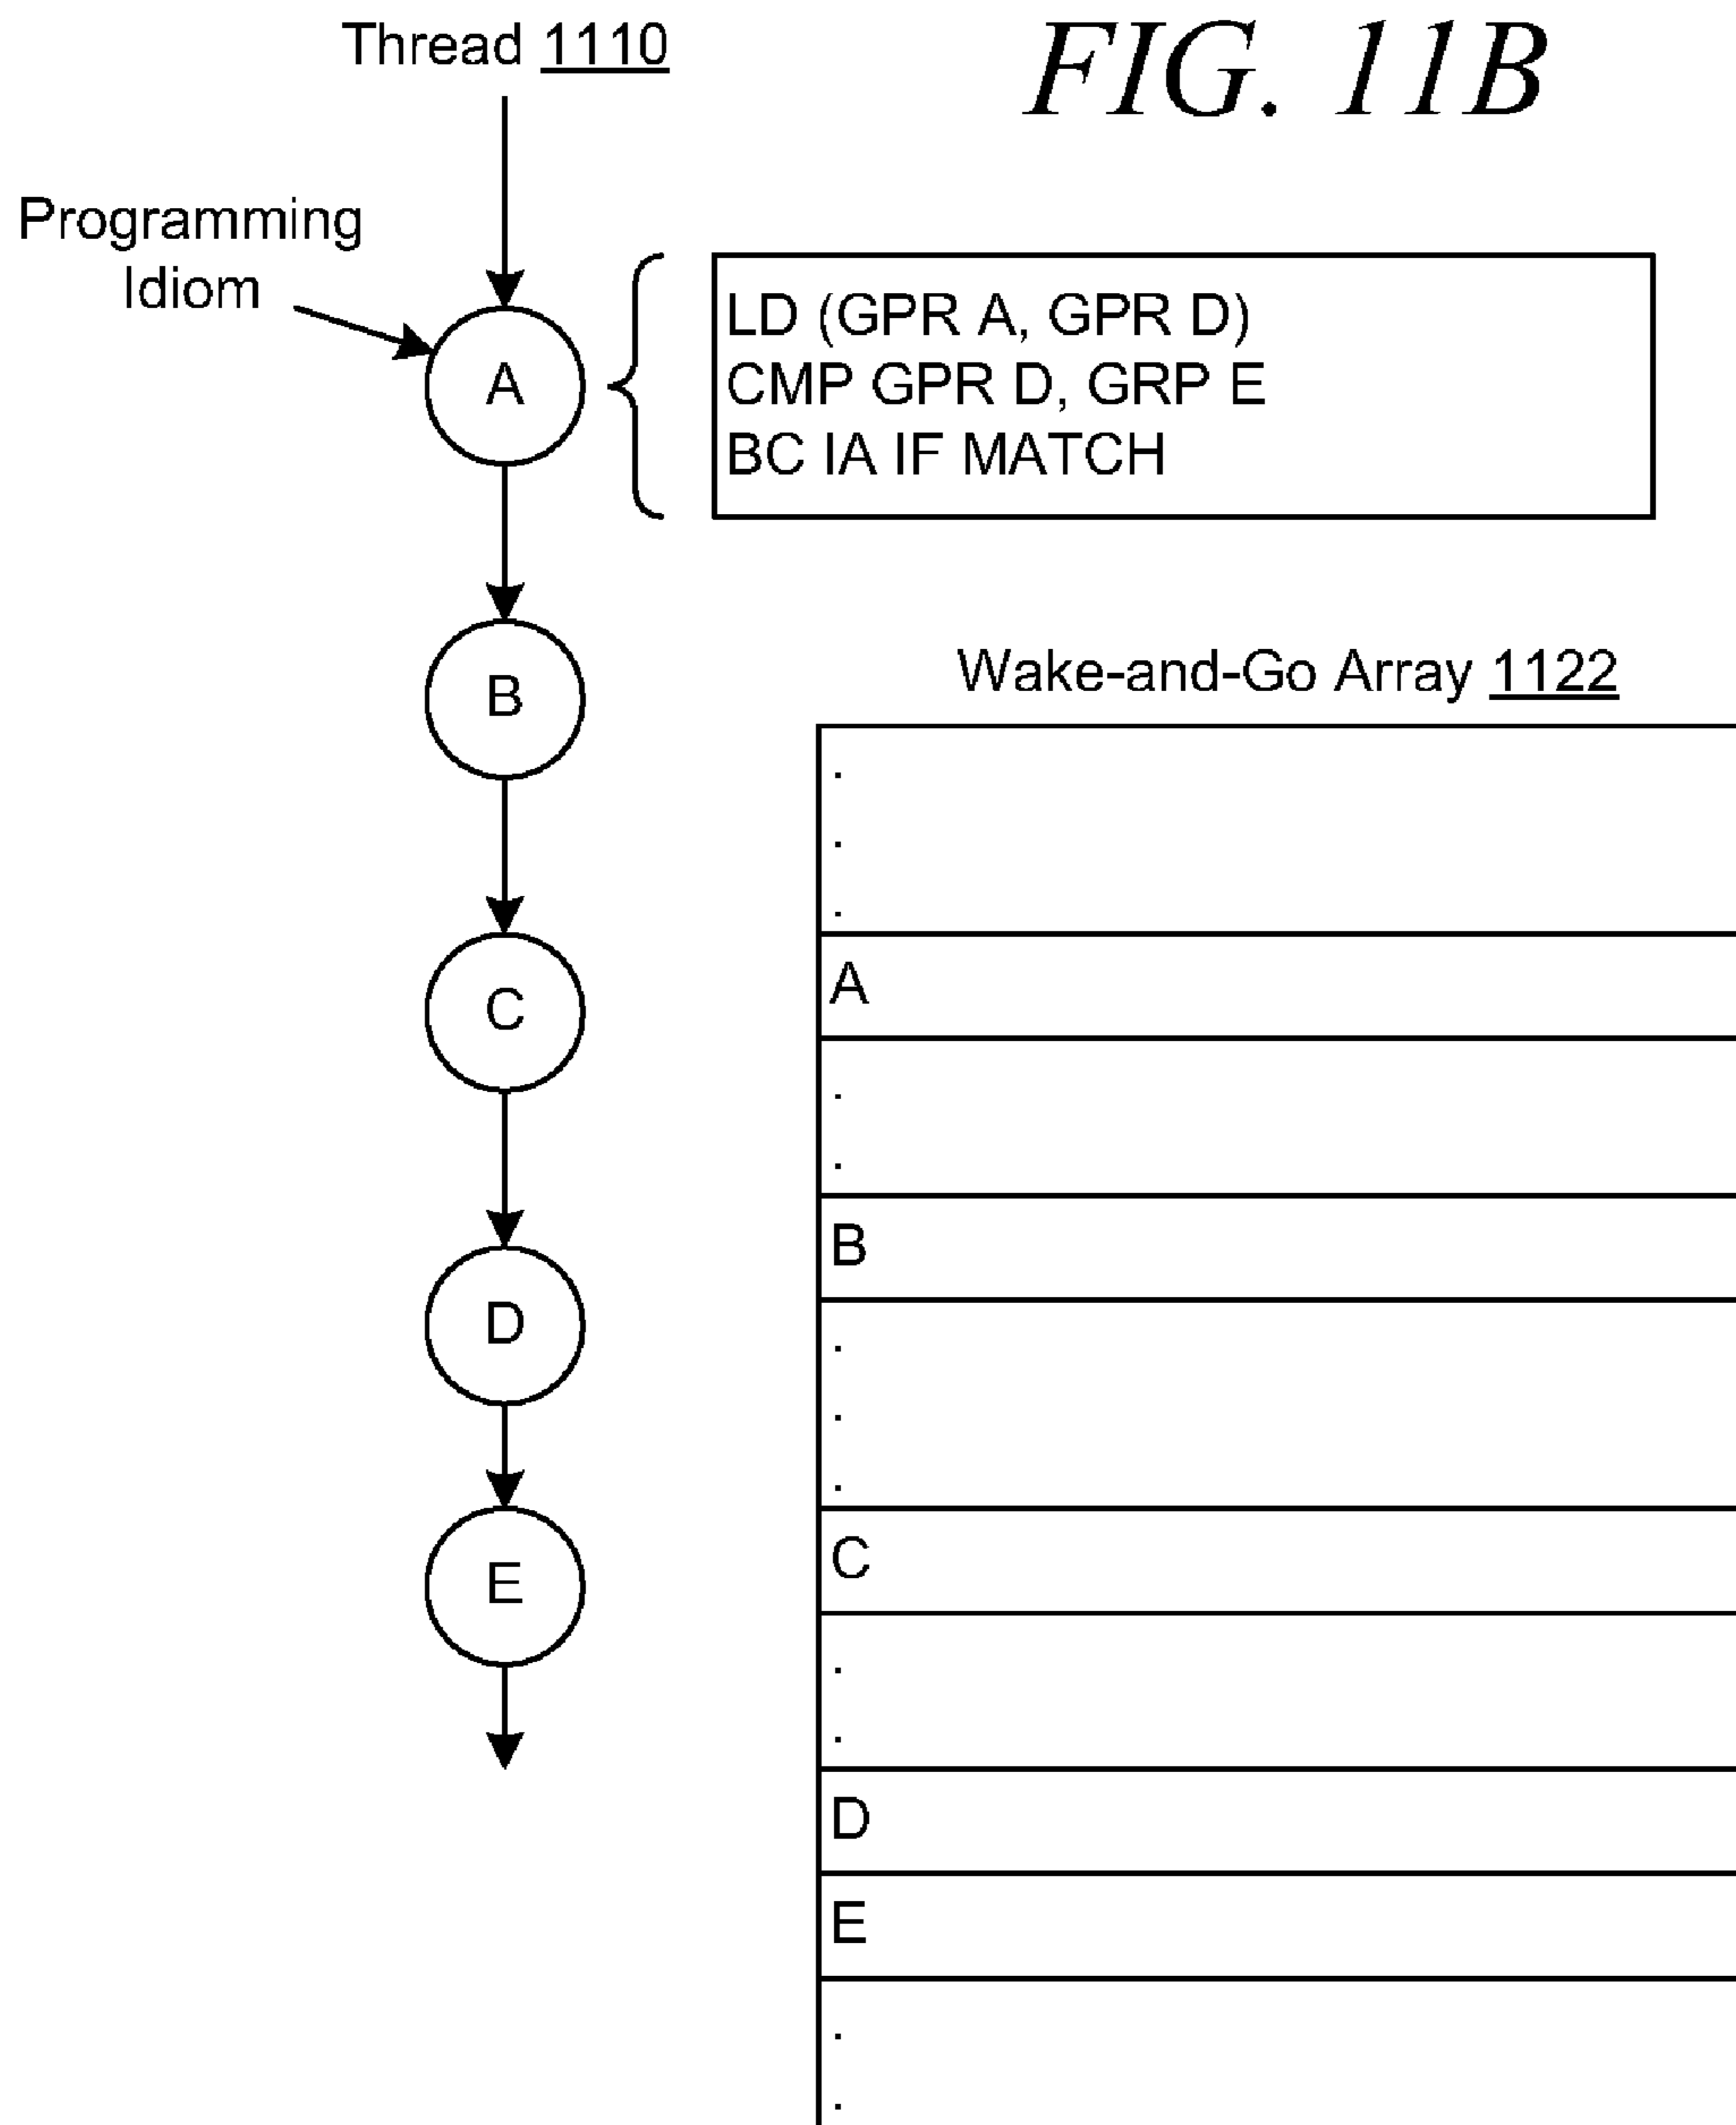 Thread 1110
FIG. 11B
Programming
Idiom
A
LD (GPR A, GPR D)
CMP GPR D, GRP E
BC IA IF MATCH
B
C
D
E
Wake-and-Go Array 1122
.
.
.
A
.
.
B
.
.
.
C
.
.
D
E
.
.